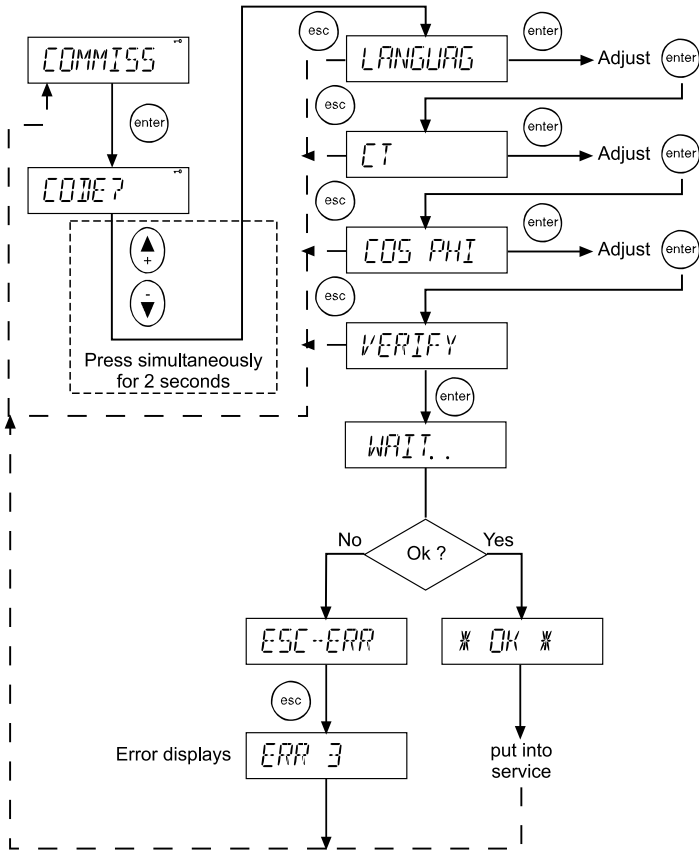 COMMISS
enter
CODE?
+
-
Press simultaneously
for 2 seconds
esc
LANGUAG
enter
Adjust
enter
esc
CT
enter
Adjust
enter
esc
COS PHI
enter
Adjust
enter
esc
VERIFY
enter
WAIT..
No
Ok ?
Yes
ESC-ERR
* OK *
esc
Error displays
ERR 3
put into
service